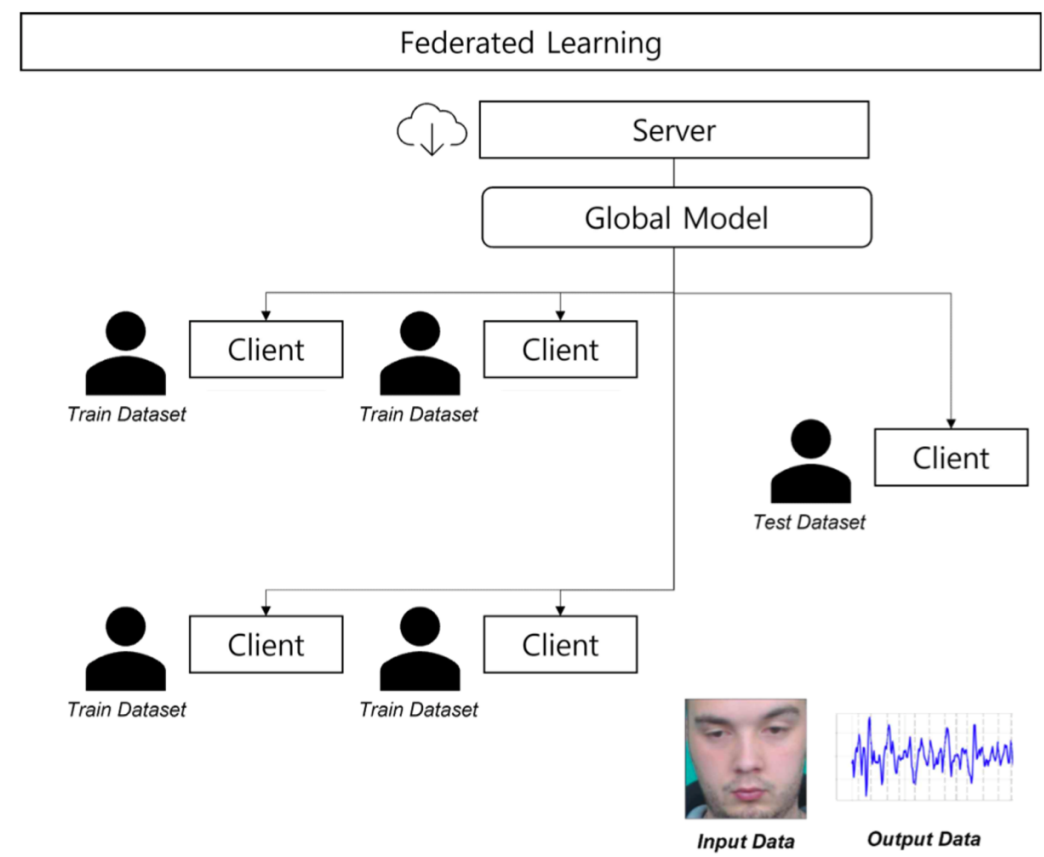 Federated Learning
Server
Global Model
Client
Client
Train Dataset
Train Dataset
Client
Test Dataset
Client
Client
Train Dataset
Train Dataset
Input Data
Output Data